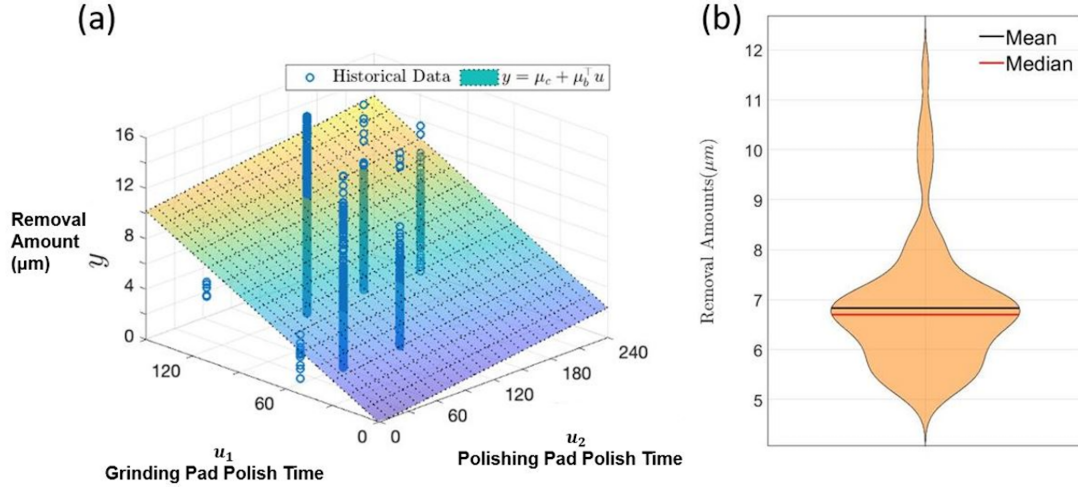 (a)
Historical Data y = μ_c + μ_b^⊤ u
16
12
8
4
0
Removal
Amount
(μm)
y
120
60
0
0
60
120
180
240
u₁
Grinding Pad Polish Time
u₂
Polishing Pad Polish Time
(b)
Mean
Median
12
11
10
9
8
7
6
5
Removal Amounts(μm)